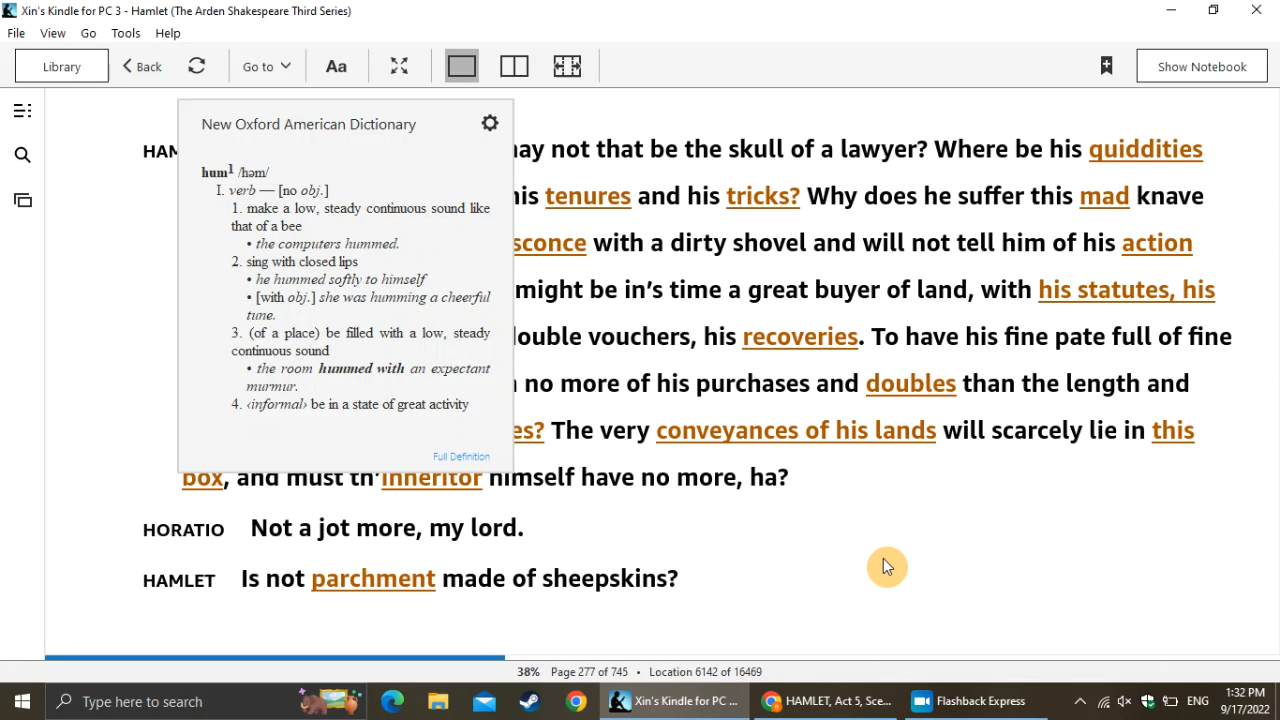 Xin's Kindle for PC 3 - Hamlet (The Arden Shakespeare Third Series)
File View Go Tools Help
Library Back Go to Aa Show Notebook
New Oxford American Dictionary
hum¹ /həm/
I. verb — [no obj.]
1. make a low, steady continuous sound like
that of a bee
• the computers hummed.
2. sing with closed lips
• he hummed softly to himself
• [with obj.] she was humming a cheerful
tune.
3. (of a place) be filled with a low, steady
continuous sound
• the room hummed with an expectant
murmur.
4. ‹informal› be in a state of great activity
Full Definition
HAM may not that be the skull of a lawyer? Where be his quiddities
his tenures and his tricks? Why does he suffer this mad knave
sconce with a dirty shovel and will not tell him of his action
might be in's time a great buyer of land, with his statutes, his
double vouchers, his recoveries. To have his fine pate full of fine
no more of his purchases and doubles than the length and
es? The very conveyances of his lands will scarcely lie in this
box, and must th'inheritor himself have no more, ha?
HORATIO Not a jot more, my lord.
HAMLET Is not parchment made of sheepskins?
38% Page 277 of 745 • Location 6142 of 16469
Type here to search Xin's Kindle for PC ... HAMLET, Act 5, Sce... Flashback Express ENG 1:32 PM
9/17/2022